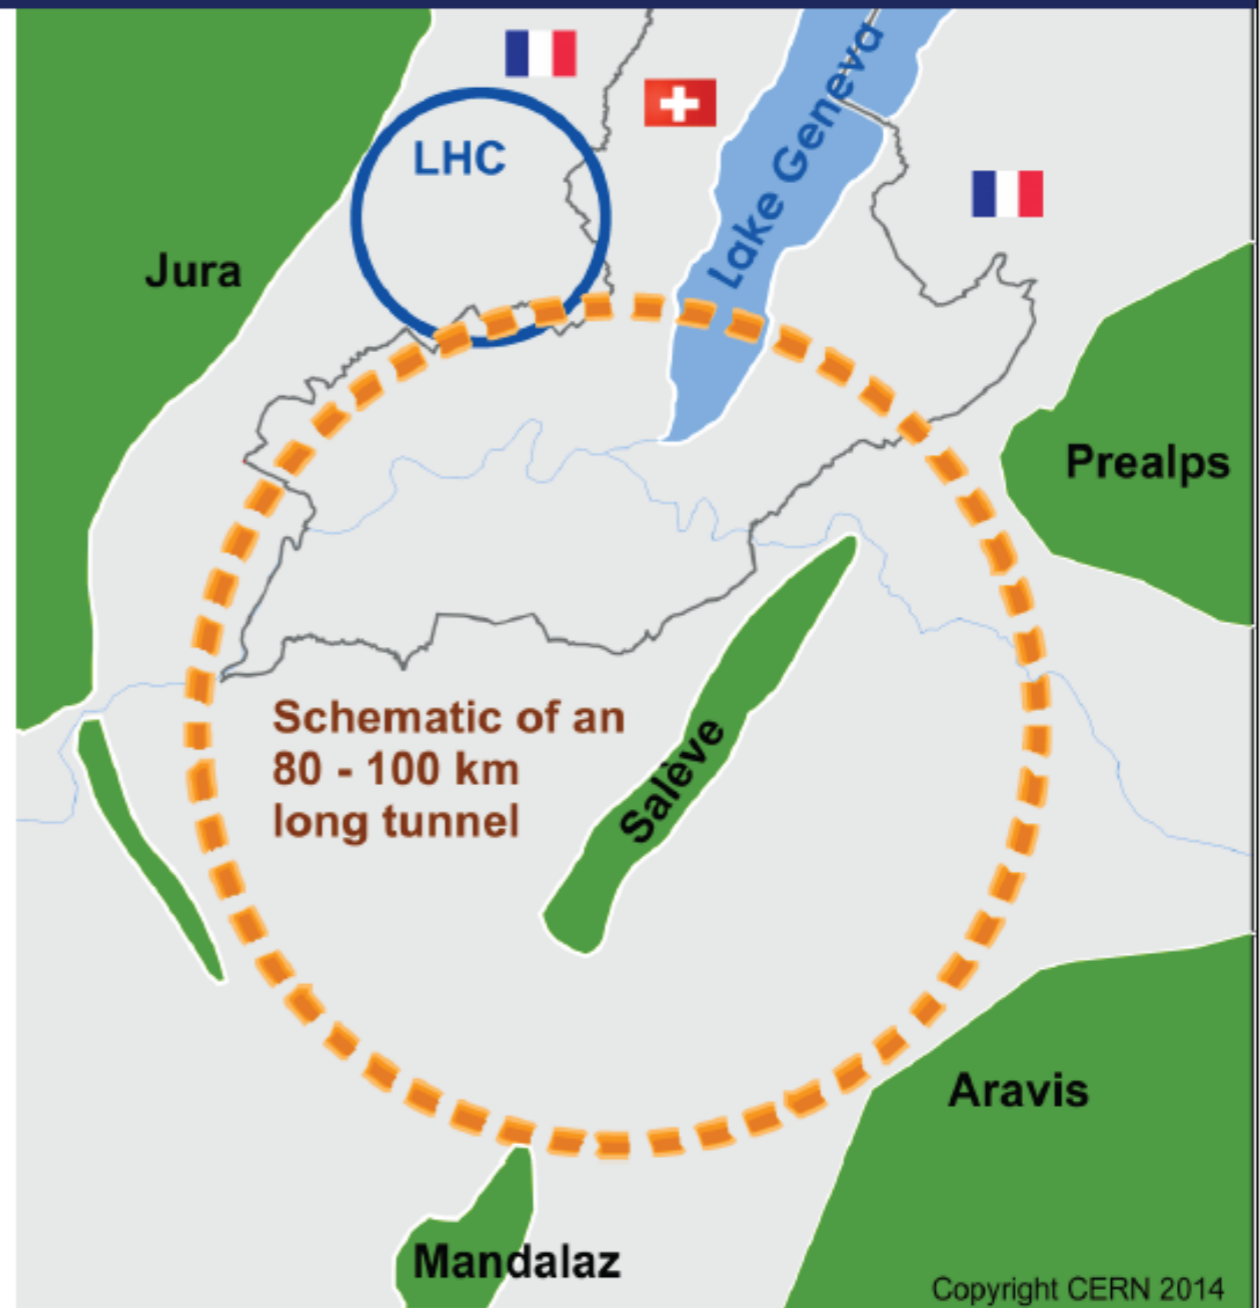 LHC
Lake Geneva
Jura
Prealps
Schematic of an
80 - 100 km
long tunnel
Salève
Aravis
Mandalaz
Copyright CERN 2014